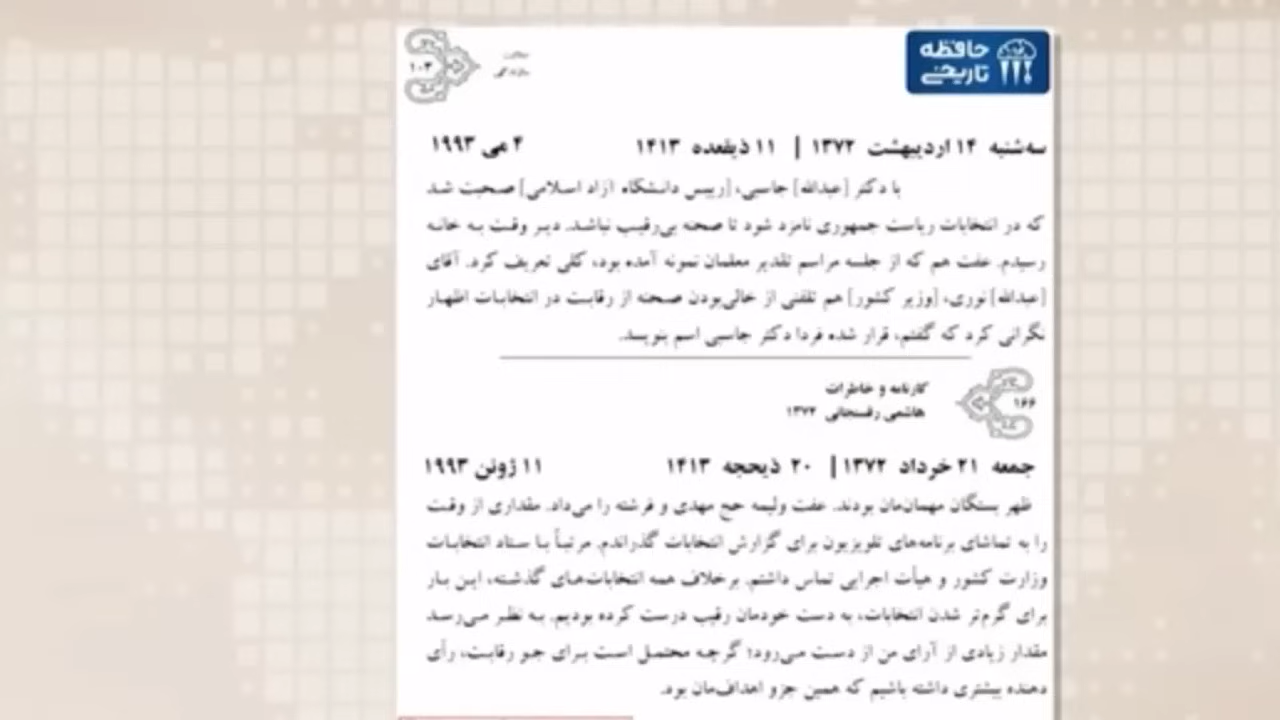 حافظه
تاریخی
۱۰۳
سه‌شنبه ۱۴ اردیبهشت ۱۳۷۲ | ۱۱ ذیقعده ۱۴۱۳ ۴ می ۱۹۹۳
با دکتر [عبدالله] جاسبی، [رییس دانشگاه آزاد اسلامی] صحبت شد
که در انتخابات ریاست جمهوری نامزد شود تا صحنه بی‌رقیب نباشد. دیر وقت به خانه
رسیدم. عفت هم که از جلسه مراسم تقدیر معلمان نمونه آمده بود، کلی تعریف کرد. آقای
[عبدالله] نوری، [وزیر کشور] هم تلفنی از خالی‌بودن صحنه از رقابت در انتخابات اظهار
نگرانی کرد که گفتم، قرار شده فردا دکتر جاسبی اسم بنویسد.
کارنامه و خاطرات
هاشمی رفسنجانی ۱۳۷۲
۱۶۶
جمعه ۲۱ خرداد ۱۳۷۲ | ۲۰ ذیحجه ۱۴۱۳ ۱۱ ژوئن ۱۹۹۳
ظهر بستگان مهمان‌مان بودند. عفت ولیمه حج مهدی و فرشته را می‌داد. مقداری از وقت
را به تماشای برنامه‌های تلویزیون برای گزارش انتخابات گذراندم. مرتباً با ستاد انتخابات
وزارت کشور و هیأت اجرایی تماس داشتم. برخلاف همه انتخابات‌های گذشته، این بار
برای گرم‌تر شدن انتخابات، به دست خودمان رقیب درست کرده بودیم. به نظر می‌رسد
مقدار زیادی از آرای من از دست می‌رود؛ گرچه محتمل است برای جو رقابت، رأی
دهنده بیشتری داشته باشیم که همین جزو اهداف‌مان بود.